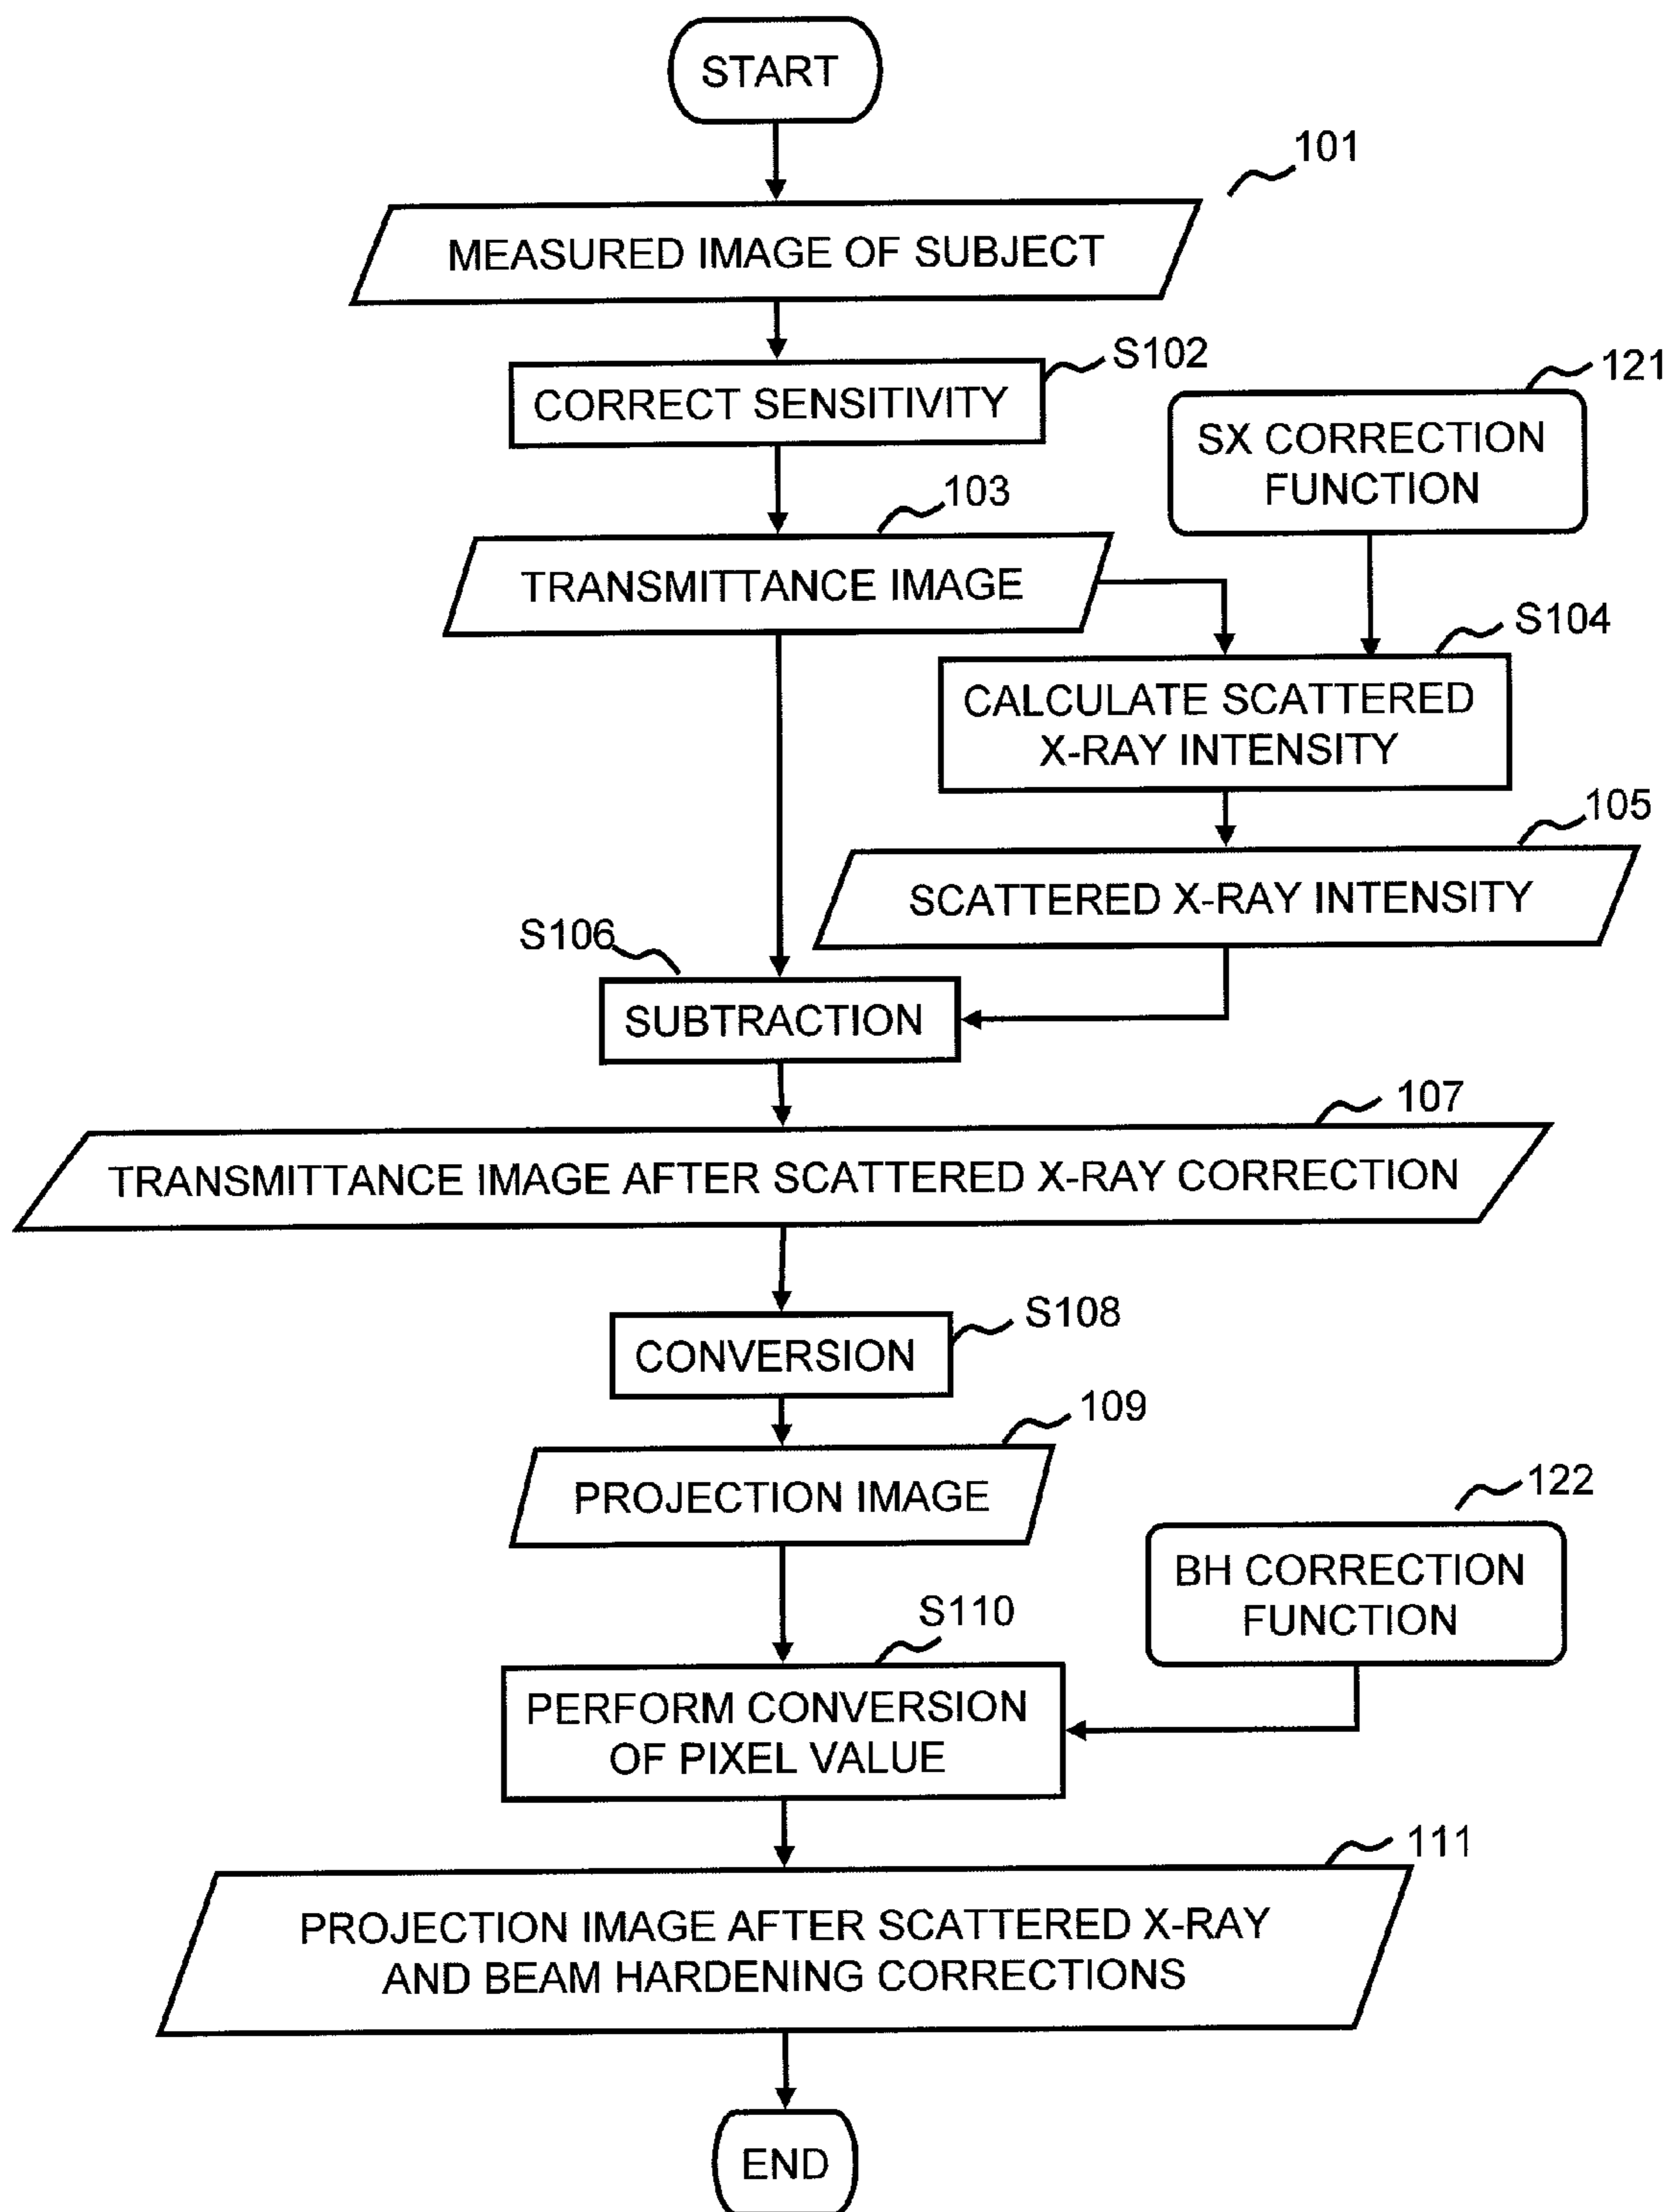 START
101
MEASURED IMAGE OF SUBJECT
S102
CORRECT SENSITIVITY
121
SX CORRECTION
FUNCTION
103
TRANSMITTANCE IMAGE
S104
CALCULATE SCATTERED
X-RAY INTENSITY
105
SCATTERED X-RAY INTENSITY
S106
SUBTRACTION
107
TRANSMITTANCE IMAGE AFTER SCATTERED X-RAY CORRECTION
S108
CONVERSION
109
PROJECTION IMAGE
122
BH CORRECTION
FUNCTION
S110
PERFORM CONVERSION
OF PIXEL VALUE
111
PROJECTION IMAGE AFTER SCATTERED X-RAY
AND BEAM HARDENING CORRECTIONS
END